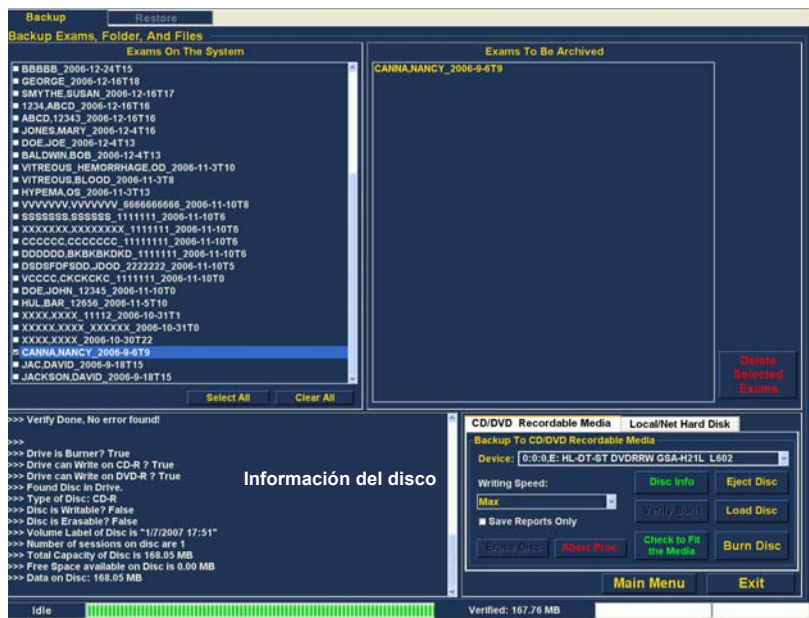 Backup Restore
Backup Exams, Folder, And Files
Exams On The System
BBBBB_2006-12-24T15
GEORGE_2006-12-16T18
SMYTHE,SUSAN_2006-12-16T17
1234,ABCD_2006-12-16T16
ABCD,12343_2006-12-16T16
JONES,MARY_2006-12-4T16
DOE,JOE_2006-12-4T13
BALDWIN,BOB_2006-12-4T13
VITREOUS_HEMORRHAGE,OD_2006-11-3T10
VITREOUS,BLOOD_2006-11-3T8
HYPEMA,OS_2006-11-3T13
VVVVVVV,VVVVVVV_6666666666_2006-11-10T8
SSSSSSS,SSSSSS_1111111_2006-11-10T6
XXXXXXX,XXXXXXXX_1111111_2006-11-10T6
CCCCCC,CCCCCCC_11111111_2006-11-10T6
DDDDDD,BKBKBKDKD_1111111_2006-11-10T6
DSDSFDFSDD,JDOD_2222222_2006-11-10T5
VCCCC,CKCKCKC_1111111_2006-11-10T0
DOE,JOHN_12345_2006-11-10T0
HUL,BAR_12656_2006-11-5T10
XXXX,XXXX_11112_2006-10-31T1
XXXXX,XXXX_XXXXXX_2006-10-31T0
XXXX,XXXX_2006-10-30T22
CANNA,NANCY_2006-9-6T9
JAC,DAVID_2006-9-18T15
JACKSON,DAVID_2006-9-18T15
Select All Clear All
Exams To Be Archived
CANNA,NANCY_2006-9-6T9
Delete
Selected
Exams
>>> Verify Done, No error found!
>>>
>>> Drive is Burner? True
>>> Drive can Write on CD-R ? True
>>> Drive can Write on DVD-R ? True
>>> Found Disc in Drive.
>>> Type of Disc: CD-R
>>> Disc is Writable? False
>>> Disc is Erasable? False
>>> Volume Label of Disc is "1/7/2007 17:51"
>>> Number of sessions on disc are 1
>>> Total Capacity of Disc is 168.05 MB
>>> Free Space available on Disc is 0.00 MB
>>> Data on Disc: 168.05 MB
Información del disco
CD/DVD Recordable Media Local/Net Hard Disk
Backup To CD/DVD Recordable Media
Device: 0:0:0,E: HL-DT-ST DVDRRW GSA-H21L L602
Writing Speed:
Max
Save Reports Only
Disc Info Eject Disc
Verify Burn Load Disc
Erase Disc Abort Proc. Check to Fit
the Media Burn Disc
Main Menu Exit
Idle Verified: 167.76 MB